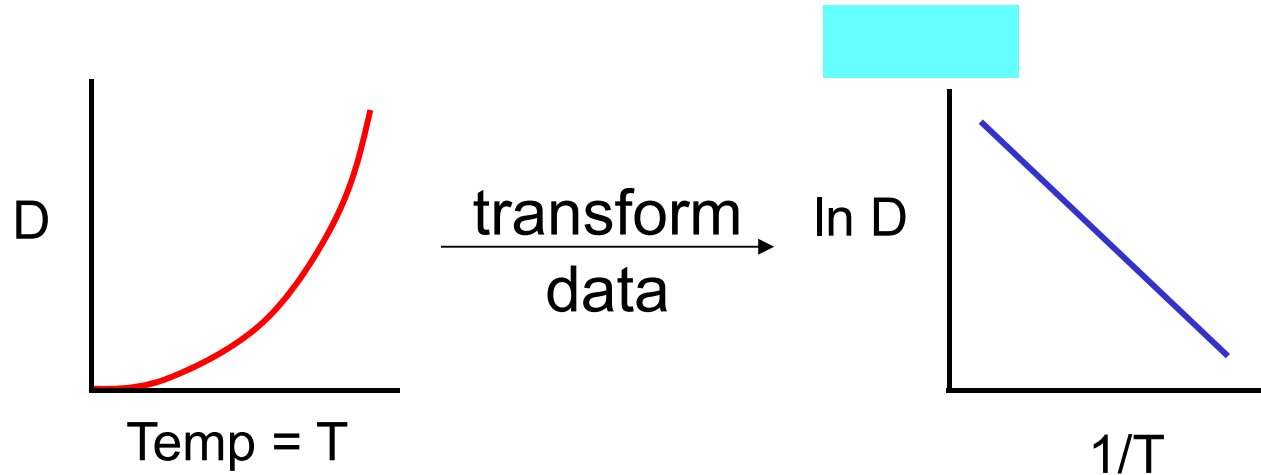 D
Temp = T
transform
data
ln D
1/T